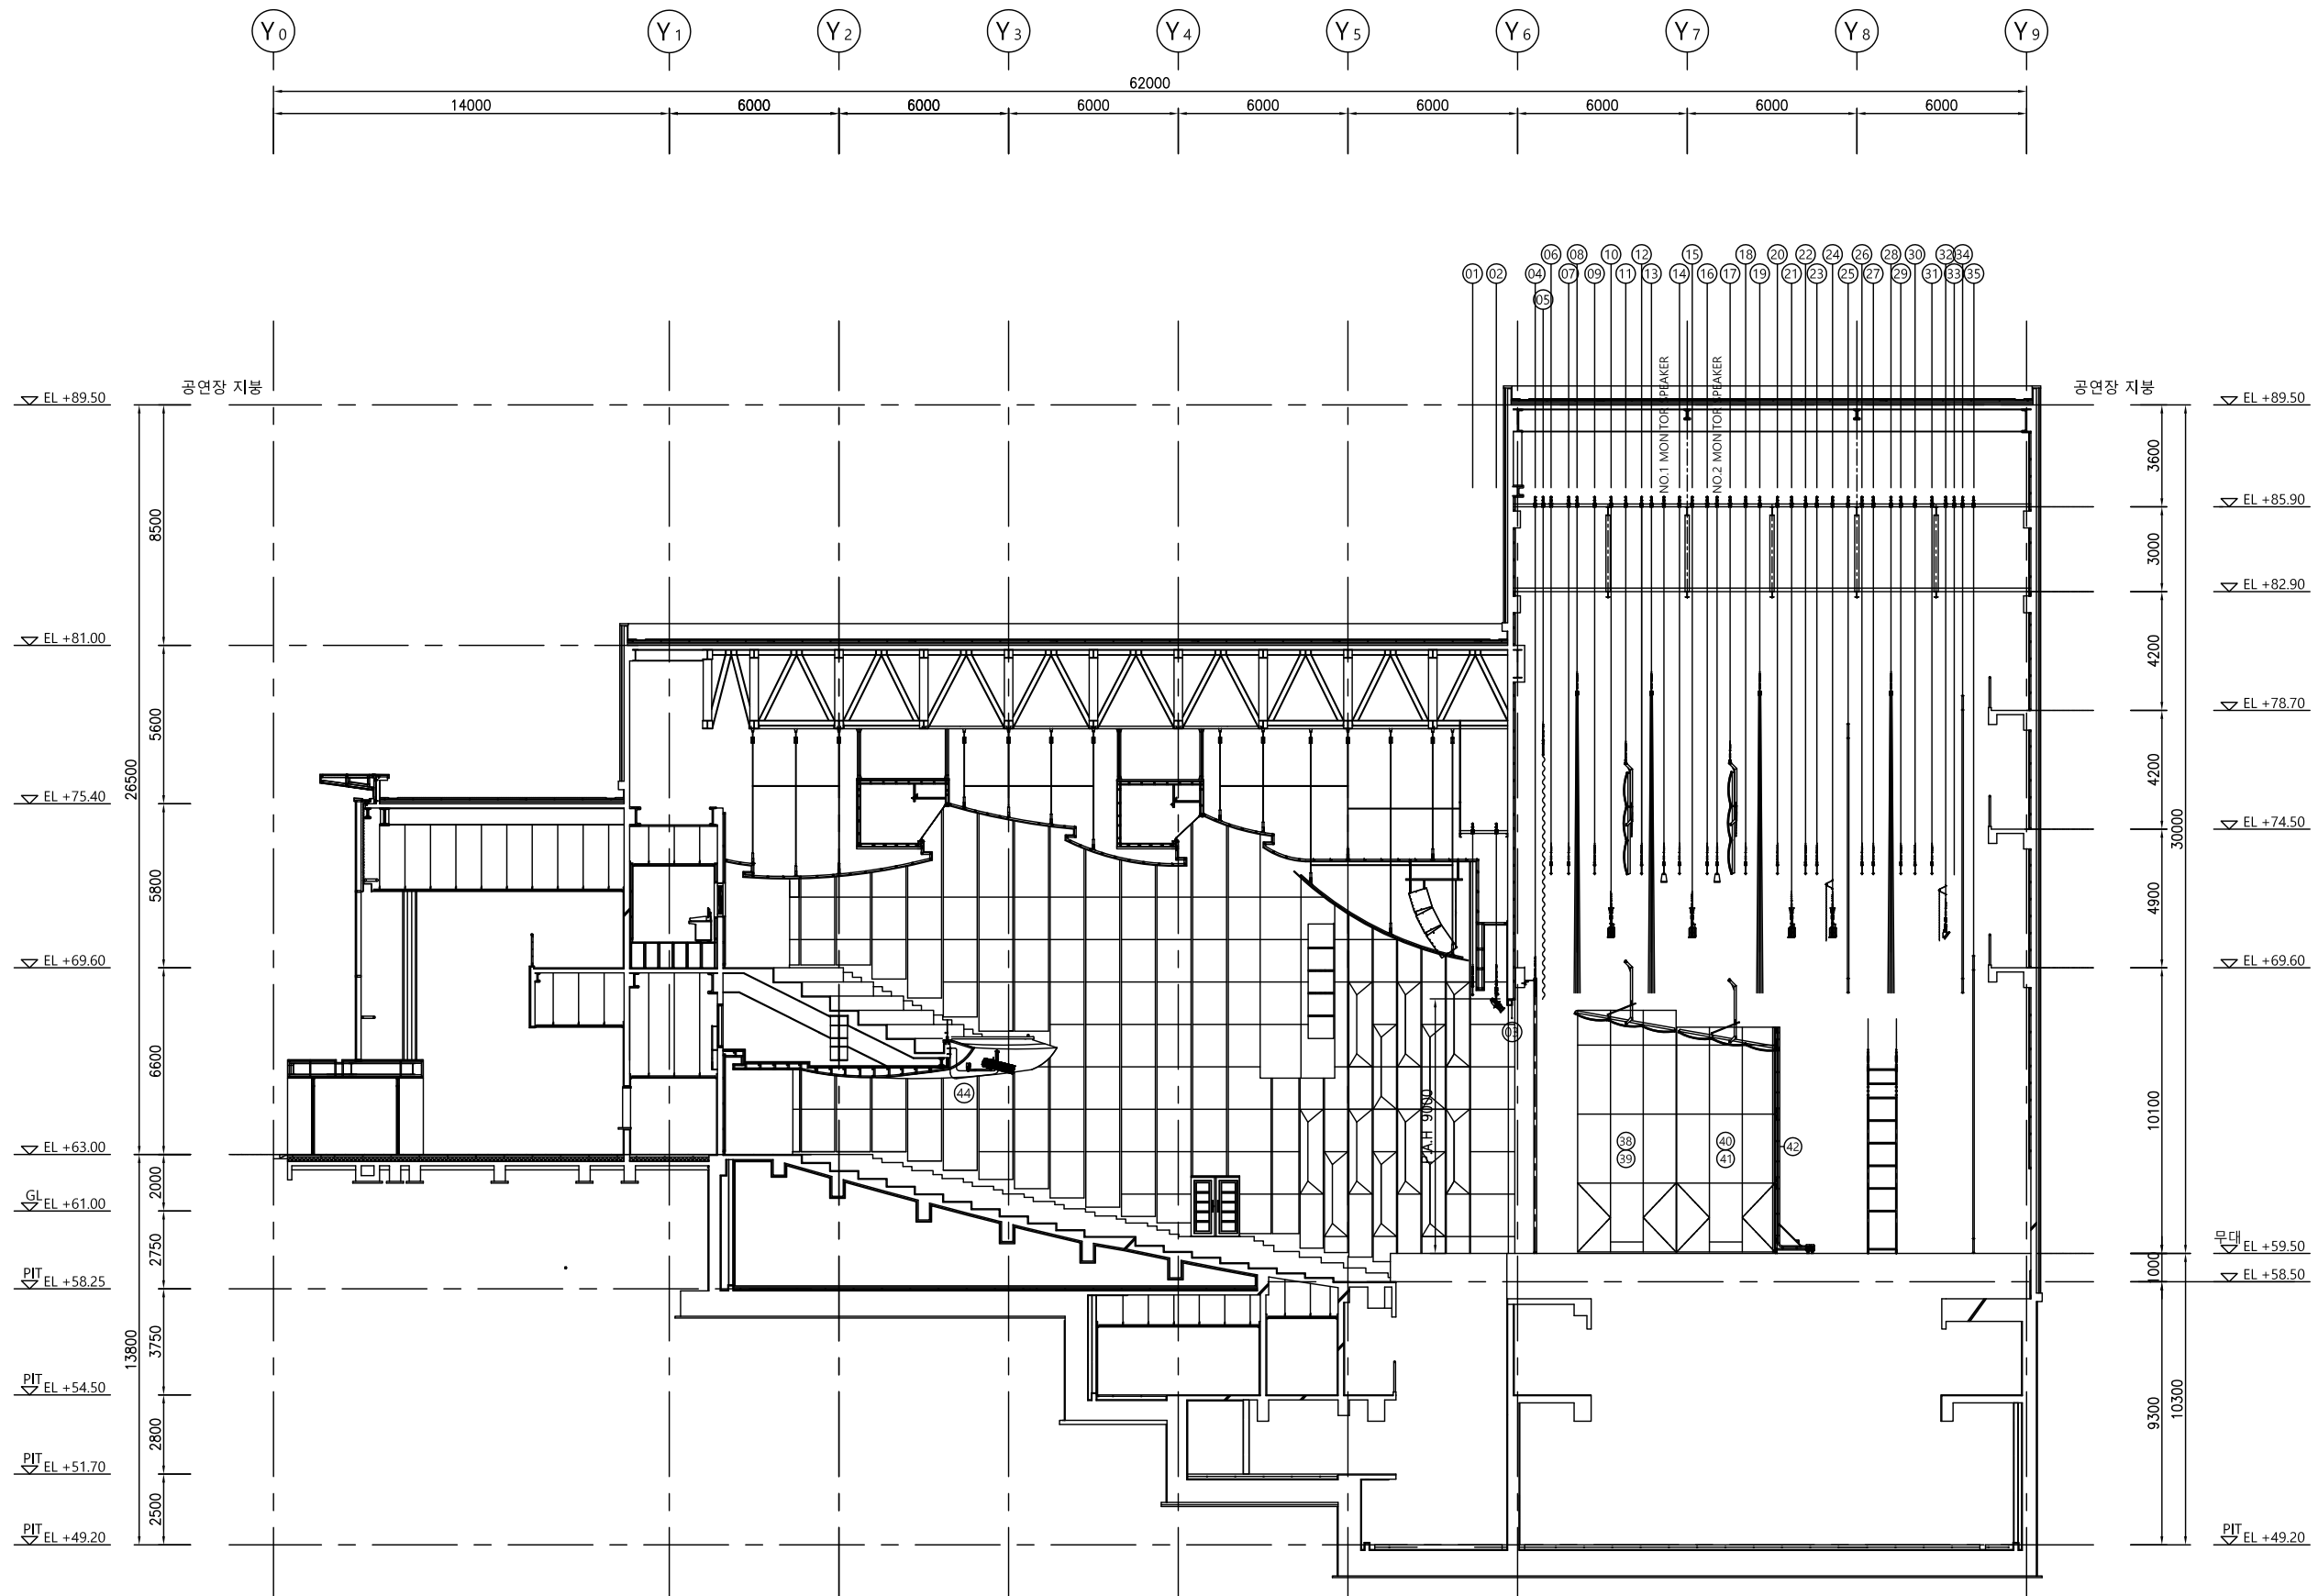 Y0 Y1 Y2 Y3 Y4 Y5 Y6 Y7 Y8 Y9
62000
14000 6000 6000 6000 6000 6000 6000 6000 6000
06 08 10 12 15 18 20 22 24 26 28 30 32 34
01 02 04 07 09 11 13 14 16 17 19 21 23 25 27 29 31 33 35
05
NO.1 MONITOR SPEAKER
NO.2 MONITOR SPEAKER
공연장 지붕
공연장 지붕
EL +89.50
EL +81.00
EL +75.40
EL +69.60
EL +63.00
GL
EL +61.00
PIT
EL +58.25
PIT
EL +54.50
PIT
EL +51.70
PIT
EL +49.20
26500
13800
8500
5600
5800
6600
2000
2750
3750
2800
2500
44
03
P.A.H 9000
38
39
40
41
42
3600
3000
4200
4200
4900
10100
1000
9300
30000
10300
EL +89.50
EL +85.90
EL +82.90
EL +78.70
EL +74.50
EL +69.60
무대
EL +59.50
EL +58.50
PIT
EL +49.20